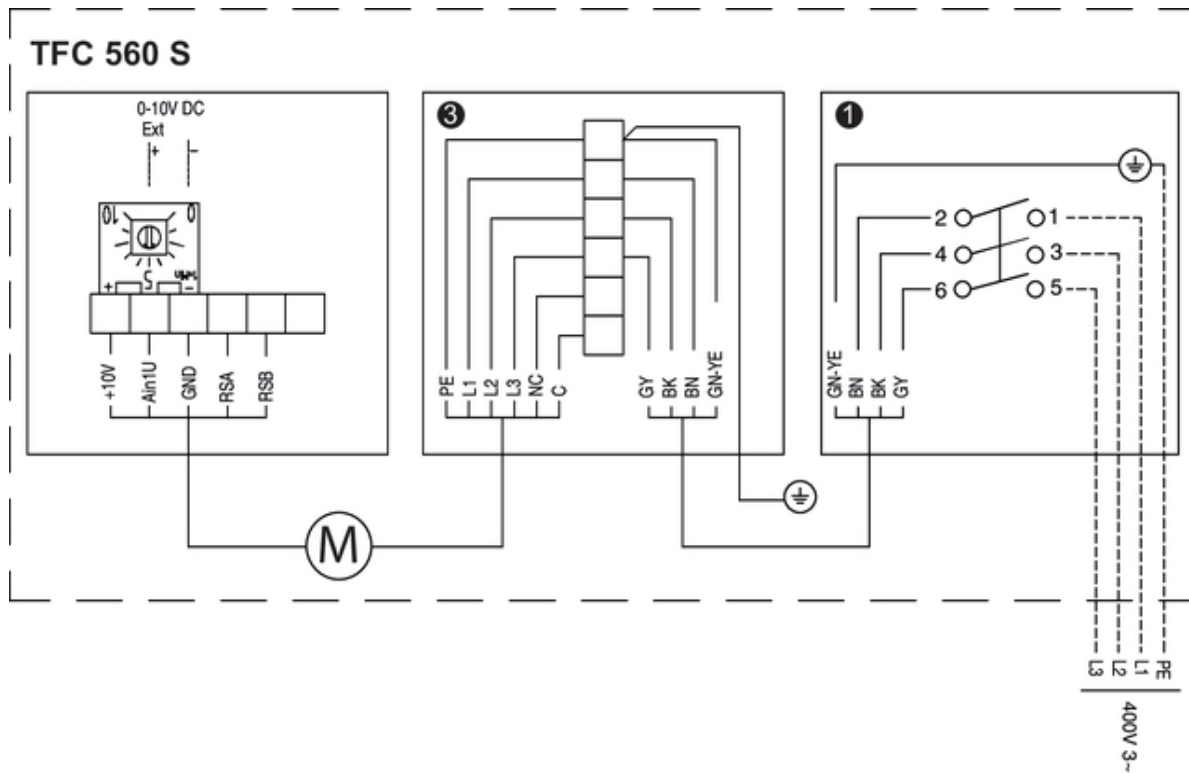 TFC 560 S
0-10V DC
Ext
+ -
10 0
5
+ -
+10V
Ain1U
GND
RSA
RSB
M
3
PE
L1
L2
L3
NC
C
GY
BK
BN
GN-YE
1
2 1
4 3
6 5
GN-YE
BN
BK
GY
L3
L2
L1
PE
400V 3~